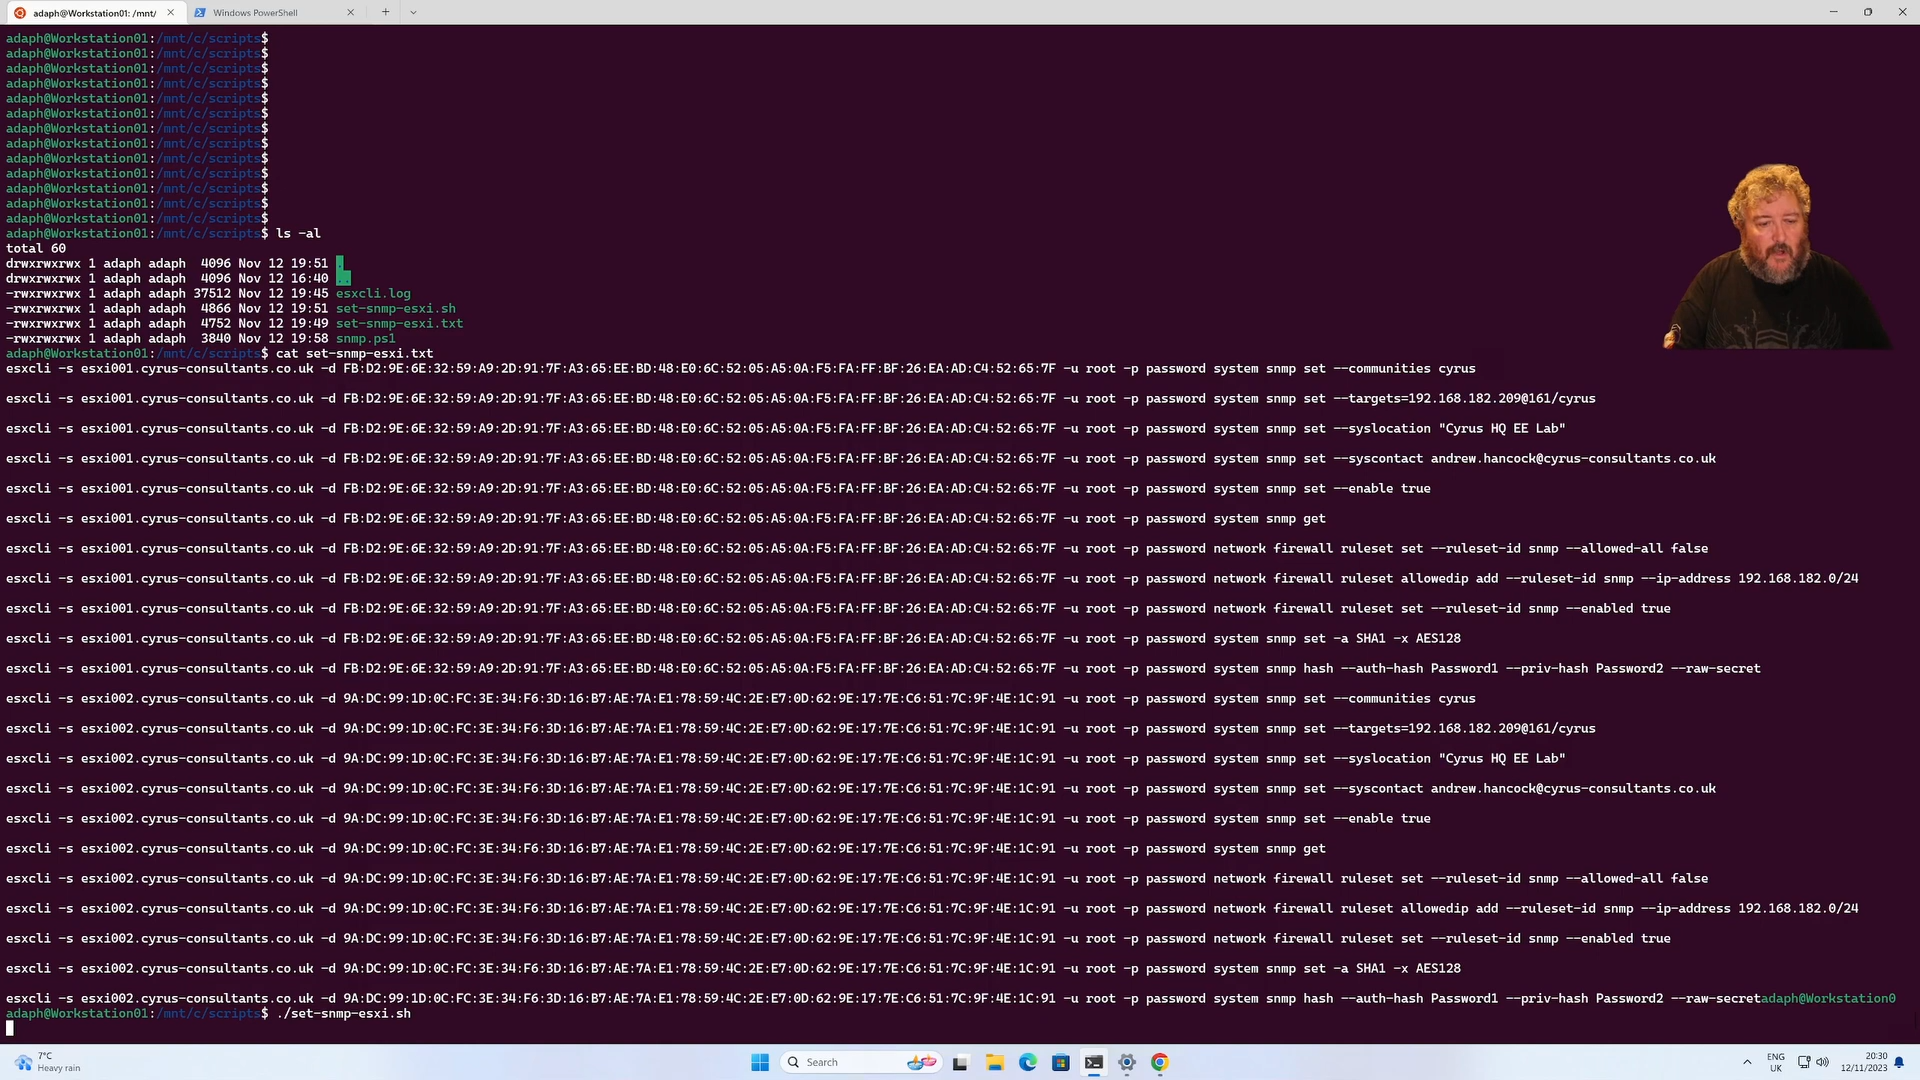 adaph@Workstation01: /mnt/
Windows PowerShell
adaph@Workstation01:/mnt/c/scripts$
adaph@Workstation01:/mnt/c/scripts$
adaph@Workstation01:/mnt/c/scripts$
adaph@Workstation01:/mnt/c/scripts$
adaph@Workstation01:/mnt/c/scripts$
adaph@Workstation01:/mnt/c/scripts$
adaph@Workstation01:/mnt/c/scripts$
adaph@Workstation01:/mnt/c/scripts$
adaph@Workstation01:/mnt/c/scripts$
adaph@Workstation01:/mnt/c/scripts$
adaph@Workstation01:/mnt/c/scripts$
adaph@Workstation01:/mnt/c/scripts$
adaph@Workstation01:/mnt/c/scripts$
adaph@Workstation01:/mnt/c/scripts$ ls -al
total 60
drwxrwxrwx 1 adaph adaph  4096 Nov 12 19:51 .
drwxrwxrwx 1 adaph adaph  4096 Nov 12 16:40 ..
-rwxrwxrwx 1 adaph adaph 37512 Nov 12 19:45 esxcli.log
-rwxrwxrwx 1 adaph adaph  4866 Nov 12 19:51 set-snmp-esxi.sh
-rwxrwxrwx 1 adaph adaph  4752 Nov 12 19:49 set-snmp-esxi.txt
-rwxrwxrwx 1 adaph adaph  3840 Nov 12 19:58 snmp.ps1
adaph@Workstation01:/mnt/c/scripts$ cat set-snmp-esxi.txt
esxcli -s esxi001.cyrus-consultants.co.uk -d FB:D2:9E:6E:32:59:A9:2D:91:7F:A3:65:EE:BD:48:E0:6C:52:05:A5:0A:F5:FA:FF:BF:26:EA:AD:C4:52:65:7F -u root -p password system snmp set --communities cyrus
esxcli -s esxi001.cyrus-consultants.co.uk -d FB:D2:9E:6E:32:59:A9:2D:91:7F:A3:65:EE:BD:48:E0:6C:52:05:A5:0A:F5:FA:FF:BF:26:EA:AD:C4:52:65:7F -u root -p password system snmp set --targets=192.168.182.209@161/cyrus
esxcli -s esxi001.cyrus-consultants.co.uk -d FB:D2:9E:6E:32:59:A9:2D:91:7F:A3:65:EE:BD:48:E0:6C:52:05:A5:0A:F5:FA:FF:BF:26:EA:AD:C4:52:65:7F -u root -p password system snmp set --syslocation "Cyrus HQ EE Lab"
esxcli -s esxi001.cyrus-consultants.co.uk -d FB:D2:9E:6E:32:59:A9:2D:91:7F:A3:65:EE:BD:48:E0:6C:52:05:A5:0A:F5:FA:FF:BF:26:EA:AD:C4:52:65:7F -u root -p password system snmp set --syscontact andrew.hancock@cyrus-consultants.co.uk
esxcli -s esxi001.cyrus-consultants.co.uk -d FB:D2:9E:6E:32:59:A9:2D:91:7F:A3:65:EE:BD:48:E0:6C:52:05:A5:0A:F5:FA:FF:BF:26:EA:AD:C4:52:65:7F -u root -p password system snmp set --enable true
esxcli -s esxi001.cyrus-consultants.co.uk -d FB:D2:9E:6E:32:59:A9:2D:91:7F:A3:65:EE:BD:48:E0:6C:52:05:A5:0A:F5:FA:FF:BF:26:EA:AD:C4:52:65:7F -u root -p password system snmp get
esxcli -s esxi001.cyrus-consultants.co.uk -d FB:D2:9E:6E:32:59:A9:2D:91:7F:A3:65:EE:BD:48:E0:6C:52:05:A5:0A:F5:FA:FF:BF:26:EA:AD:C4:52:65:7F -u root -p password network firewall ruleset set --ruleset-id snmp --allowed-all false
esxcli -s esxi001.cyrus-consultants.co.uk -d FB:D2:9E:6E:32:59:A9:2D:91:7F:A3:65:EE:BD:48:E0:6C:52:05:A5:0A:F5:FA:FF:BF:26:EA:AD:C4:52:65:7F -u root -p password network firewall ruleset allowedip add --ruleset-id snmp --ip-address 192.168.182.0/24
esxcli -s esxi001.cyrus-consultants.co.uk -d FB:D2:9E:6E:32:59:A9:2D:91:7F:A3:65:EE:BD:48:E0:6C:52:05:A5:0A:F5:FA:FF:BF:26:EA:AD:C4:52:65:7F -u root -p password network firewall ruleset set --ruleset-id snmp --enabled true
esxcli -s esxi001.cyrus-consultants.co.uk -d FB:D2:9E:6E:32:59:A9:2D:91:7F:A3:65:EE:BD:48:E0:6C:52:05:A5:0A:F5:FA:FF:BF:26:EA:AD:C4:52:65:7F -u root -p password system snmp set -a SHA1 -x AES128
esxcli -s esxi001.cyrus-consultants.co.uk -d FB:D2:9E:6E:32:59:A9:2D:91:7F:A3:65:EE:BD:48:E0:6C:52:05:A5:0A:F5:FA:FF:BF:26:EA:AD:C4:52:65:7F -u root -p password system snmp hash --auth-hash Password1 --priv-hash Password2 --raw-secret
esxcli -s esxi002.cyrus-consultants.co.uk -d 9A:DC:99:1D:0C:FC:3E:34:F6:3D:16:B7:AE:7A:E1:78:59:4C:2E:E7:0D:62:9E:17:7E:C6:51:7C:9F:4E:1C:91 -u root -p password system snmp set --communities cyrus
esxcli -s esxi002.cyrus-consultants.co.uk -d 9A:DC:99:1D:0C:FC:3E:34:F6:3D:16:B7:AE:7A:E1:78:59:4C:2E:E7:0D:62:9E:17:7E:C6:51:7C:9F:4E:1C:91 -u root -p password system snmp set --targets=192.168.182.209@161/cyrus
esxcli -s esxi002.cyrus-consultants.co.uk -d 9A:DC:99:1D:0C:FC:3E:34:F6:3D:16:B7:AE:7A:E1:78:59:4C:2E:E7:0D:62:9E:17:7E:C6:51:7C:9F:4E:1C:91 -u root -p password system snmp set --syslocation "Cyrus HQ EE Lab"
esxcli -s esxi002.cyrus-consultants.co.uk -d 9A:DC:99:1D:0C:FC:3E:34:F6:3D:16:B7:AE:7A:E1:78:59:4C:2E:E7:0D:62:9E:17:7E:C6:51:7C:9F:4E:1C:91 -u root -p password system snmp set --syscontact andrew.hancock@cyrus-consultants.co.uk
esxcli -s esxi002.cyrus-consultants.co.uk -d 9A:DC:99:1D:0C:FC:3E:34:F6:3D:16:B7:AE:7A:E1:78:59:4C:2E:E7:0D:62:9E:17:7E:C6:51:7C:9F:4E:1C:91 -u root -p password system snmp set --enable true
esxcli -s esxi002.cyrus-consultants.co.uk -d 9A:DC:99:1D:0C:FC:3E:34:F6:3D:16:B7:AE:7A:E1:78:59:4C:2E:E7:0D:62:9E:17:7E:C6:51:7C:9F:4E:1C:91 -u root -p password system snmp get
esxcli -s esxi002.cyrus-consultants.co.uk -d 9A:DC:99:1D:0C:FC:3E:34:F6:3D:16:B7:AE:7A:E1:78:59:4C:2E:E7:0D:62:9E:17:7E:C6:51:7C:9F:4E:1C:91 -u root -p password network firewall ruleset set --ruleset-id snmp --allowed-all false
esxcli -s esxi002.cyrus-consultants.co.uk -d 9A:DC:99:1D:0C:FC:3E:34:F6:3D:16:B7:AE:7A:E1:78:59:4C:2E:E7:0D:62:9E:17:7E:C6:51:7C:9F:4E:1C:91 -u root -p password network firewall ruleset allowedip add --ruleset-id snmp --ip-address 192.168.182.0/24
esxcli -s esxi002.cyrus-consultants.co.uk -d 9A:DC:99:1D:0C:FC:3E:34:F6:3D:16:B7:AE:7A:E1:78:59:4C:2E:E7:0D:62:9E:17:7E:C6:51:7C:9F:4E:1C:91 -u root -p password network firewall ruleset set --ruleset-id snmp --enabled true
esxcli -s esxi002.cyrus-consultants.co.uk -d 9A:DC:99:1D:0C:FC:3E:34:F6:3D:16:B7:AE:7A:E1:78:59:4C:2E:E7:0D:62:9E:17:7E:C6:51:7C:9F:4E:1C:91 -u root -p password system snmp set -a SHA1 -x AES128
esxcli -s esxi002.cyrus-consultants.co.uk -d 9A:DC:99:1D:0C:FC:3E:34:F6:3D:16:B7:AE:7A:E1:78:59:4C:2E:E7:0D:62:9E:17:7E:C6:51:7C:9F:4E:1C:91 -u root -p password system snmp hash --auth-hash Password1 --priv-hash Password2 --raw-secretadaph@Workstation0
adaph@Workstation01:/mnt/c/scripts$ ./set-snmp-esxi.sh
7°C
Heavy rain
Search
ENG
UK
20:30
12/11/2023